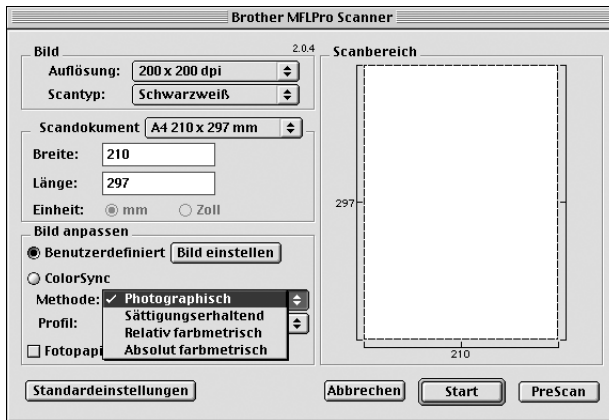 Brother MFLPro Scanner
Bild
2.0.4
Auflösung: 200 x 200 dpi
Scantyp: Schwarzweiß
Scandokument A4 210 x 297 mm
Breite: 210
Länge: 297
Einheit: mm Zoll
Bild anpassen
Benutzerdefiniert Bild einstellen
ColorSync
Methode: ✓ Photographisch
Sättigungserhaltend
Relativ farbmetrisch
Absolut farbmetrisch
Profil:
Fotopapi
Standardeinstellungen
Scanbereich
297
210
Abbrechen Start PreScan